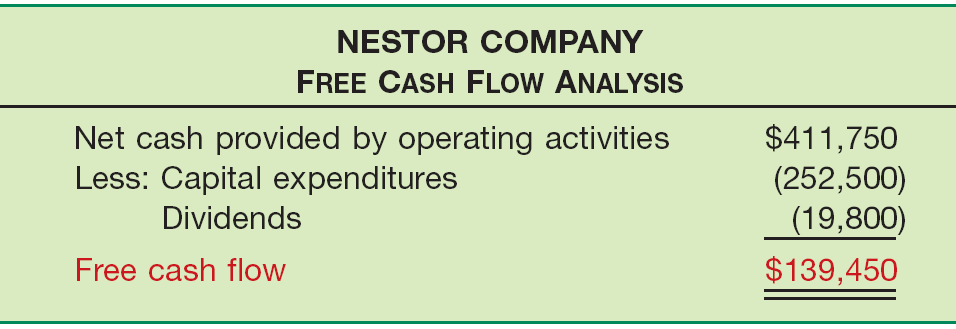 NESTOR COMPANY
FREE CASH FLOW ANALYSIS
Net cash provided by operating activities $411,750
Less: Capital expenditures (252,500)
Dividends (19,800)
Free cash flow $139,450